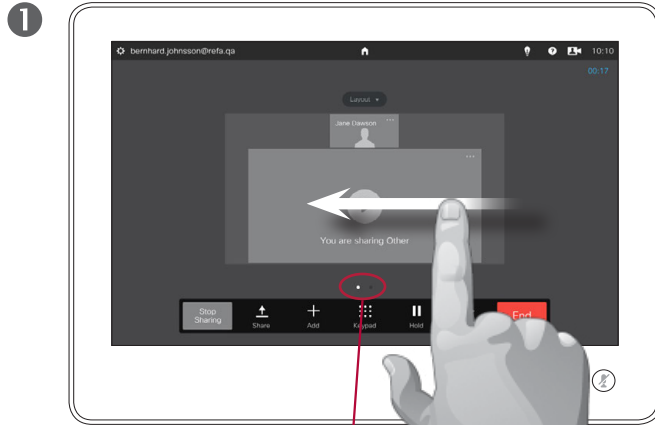 1
bernhard.johnsson@refa.qa 10:10
00:17
Layout
Jane Dawson
You are sharing Other
Stop
Sharing
Share
Add
Keypad
Hold
End